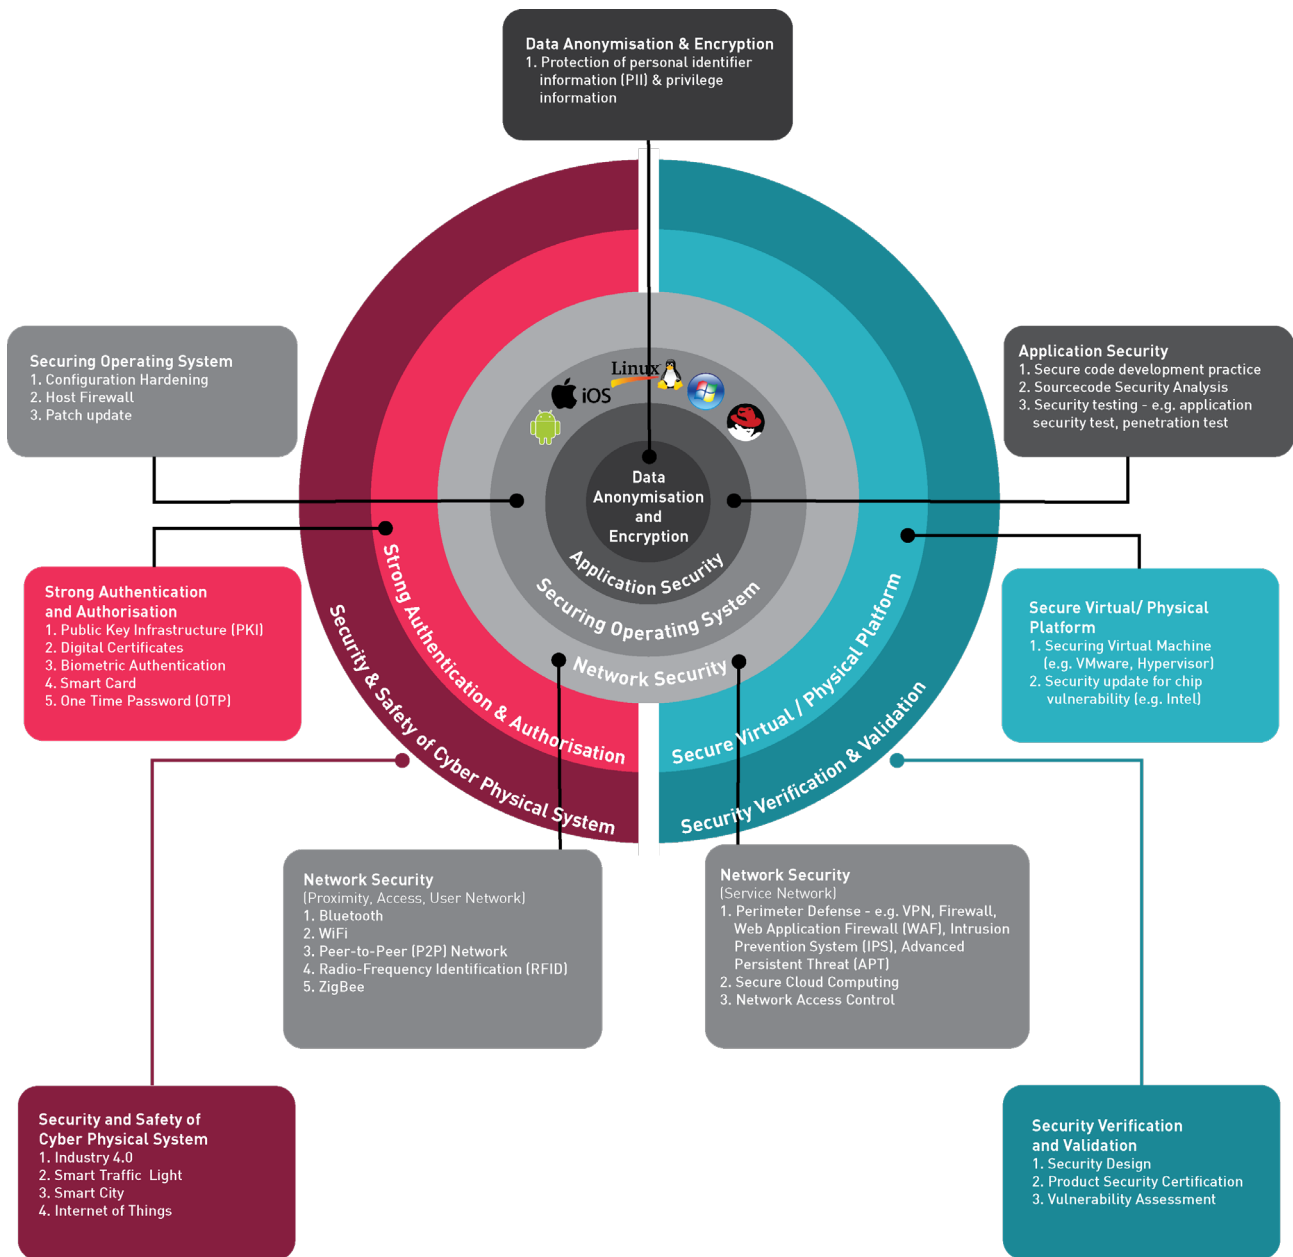 Data Anonymisation & Encryption
1. Protection of personal identifier
information (PII) & privilege
information
Securing Operating System
1. Configuration Hardening
2. Host Firewall
3. Patch update
Application Security
1. Secure code development practice
2. Sourcecode Security Analysis
3. Security testing - e.g. application
security test, penetration test
Linux
iOS
Data
Anonymisation
and
Encryption
Application Security
Securing Operating System
Network Security
Strong Authentication & Authorisation
Secure Virtual / Physical Platform
Security & Safety of Cyber Physical System
Security Verification & Validation
Strong Authentication
and Authorisation
1. Public Key Infrastructure (PKI)
2. Digital Certificates
3. Biometric Authentication
4. Smart Card
5. One Time Password (OTP)
Secure Virtual/ Physical
Platform
1. Securing Virtual Machine
(e.g. VMware, Hypervisor)
2. Security update for chip
vulnerability (e.g. Intel)
Network Security
(Proximity, Access, User Network)
1. Bluetooth
2. WiFi
3. Peer-to-Peer (P2P) Network
4. Radio-Frequency Identification (RFID)
5. ZigBee
Network Security
(Service Network)
1. Perimeter Defense - e.g. VPN, Firewall,
Web Application Firewall (WAF), Intrusion
Prevention System (IPS), Advanced
Persistent Threat (APT)
2. Secure Cloud Computing
3. Network Access Control
Security and Safety of
Cyber Physical System
1. Industry 4.0
2. Smart Traffic Light
3. Smart City
4. Internet of Things
Security Verification
and Validation
1. Security Design
2. Product Security Certification
3. Vulnerability Assessment